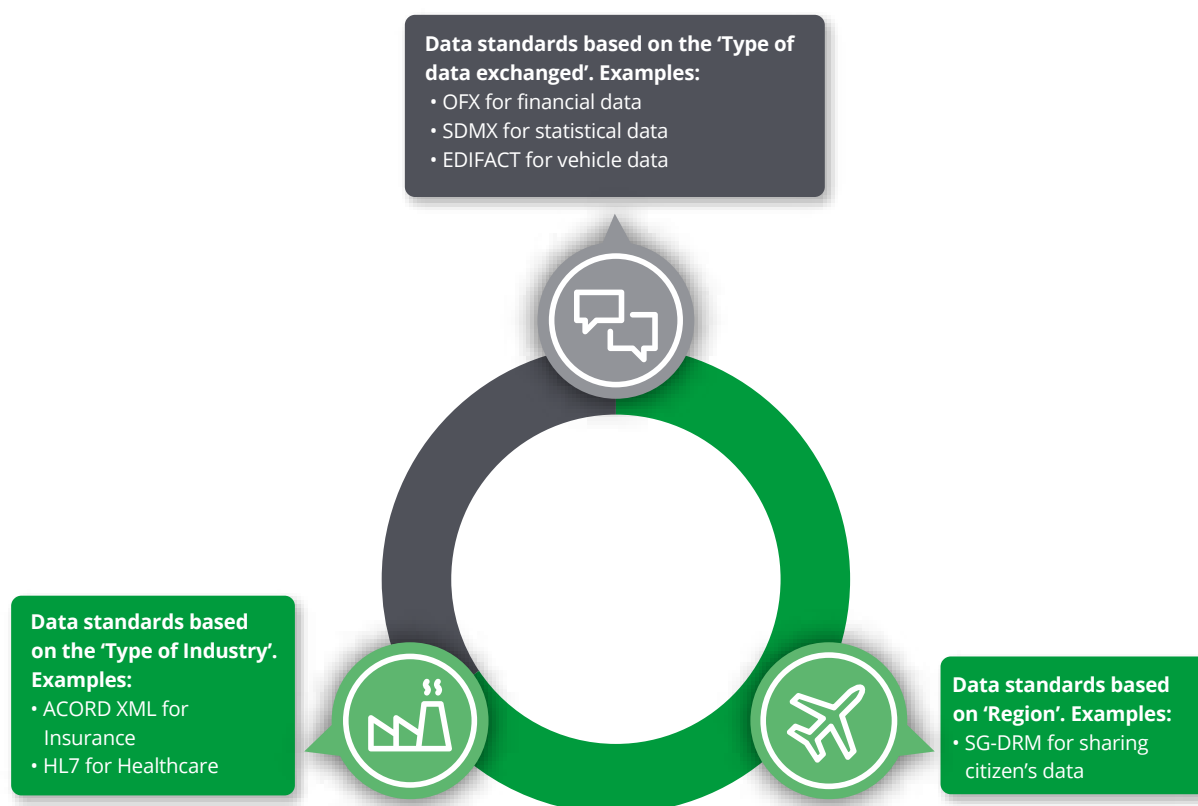 Data standards based on the ‘Type of
data exchanged’. Examples:
• OFX for financial data
• SDMX for statistical data
• EDIFACT for vehicle data
Data standards based
on the ‘Type of Industry’.
Examples:
• ACORD XML for
Insurance
• HL7 for Healthcare
Data standards based
on ‘Region’. Examples:
• SG-DRM for sharing
citizen’s data